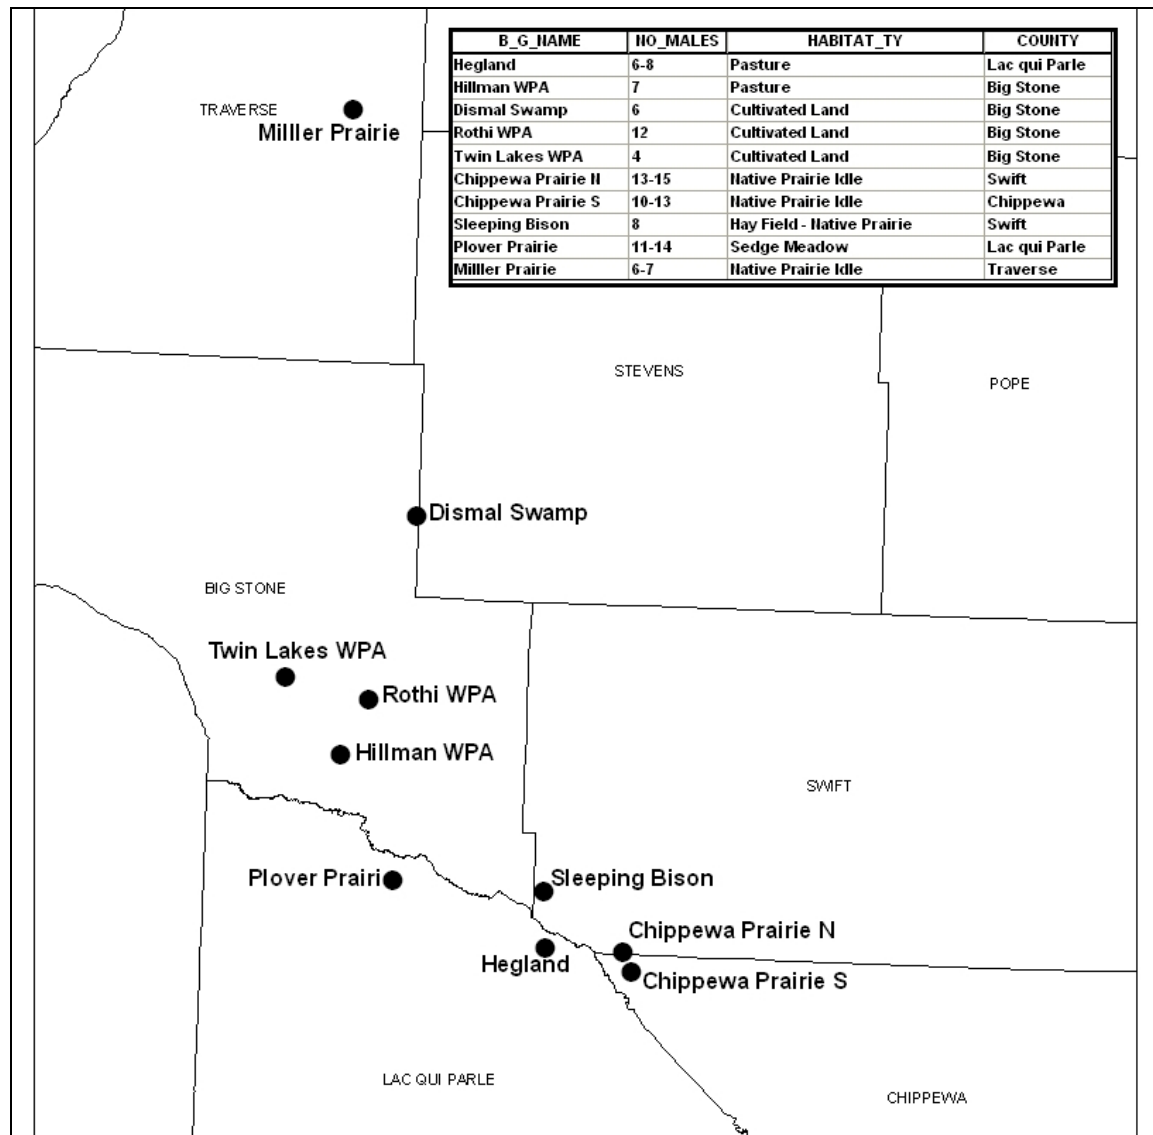 B_G_NAME NO_MALES HABITAT_TY COUNTY
Hegland 6-8 Pasture Lac qui Parle
Hillman WPA 7 Pasture Big Stone
Dismal Swamp 6 Cultivated Land Big Stone
Rothi WPA 12 Cultivated Land Big Stone
Twin Lakes WPA 4 Cultivated Land Big Stone
Chippewa Prairie N 13-15 Native Prairie Idle Swift
Chippewa Prairie S 10-13 Native Prairie Idle Chippewa
Sleeping Bison 8 Hay Field - Native Prairie Swift
Plover Prairie 11-14 Sedge Meadow Lac qui Parle
Milller Prairie 6-7 Native Prairie Idle Traverse
TRAVERSE
Milller Prairie
STEVENS
POPE
Dismal Swamp
BIG STONE
Twin Lakes WPA
Rothi WPA
Hillman WPA
SWIFT
Plover Prairi
Sleeping Bison
Chippewa Prairie N
Hegland
Chippewa Prairie S
LAC QUI PARLE
CHIPPEWA